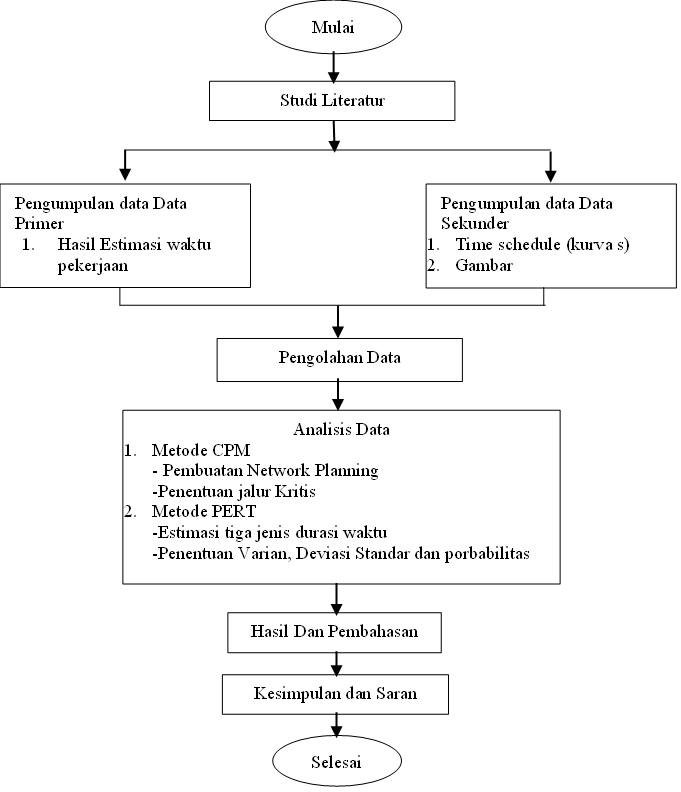 Mulai
Studi Literatur
Pengumpulan data Data
Primer
1. Hasil Estimasi waktu
pekerjaan
Pengumpulan data Data
Sekunder
1. Time schedule (kurva s)
2. Gambar
Pengolahan Data
Analisis Data
1. Metode CPM
- Pembuatan Network Planning
-Penentuan jalur Kritis
2. Metode PERT
-Estimasi tiga jenis durasi waktu
-Penentuan Varian, Deviasi Standar dan porbabilitas
Hasil Dan Pembahasan
Kesimpulan dan Saran
Selesai